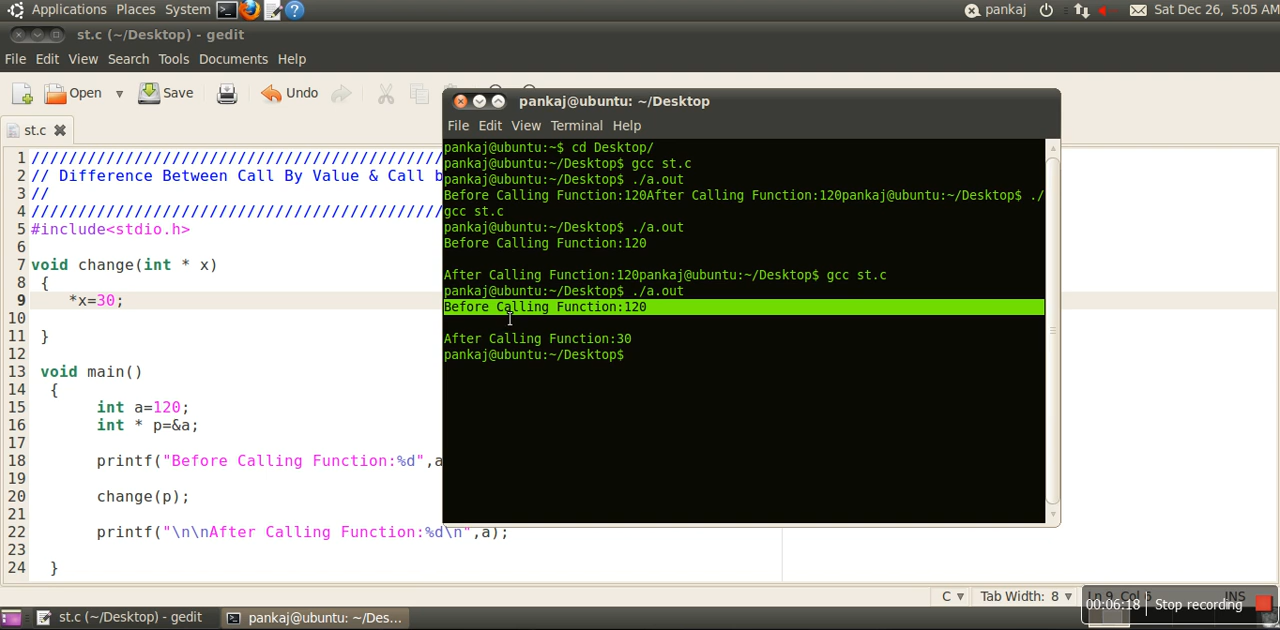 Applications Places System pankaj Sat Dec 26, 5:05 AM
st.c (~/Desktop) - gedit
File Edit View Search Tools Documents Help
Open Save Undo
st.c
1 ////////////////////////////////////////////
2 // Difference Between Call By Value & Call b
3 //
4 ////////////////////////////////////////////
5 #include<stdio.h>
6
7 void change(int * x)
8 {
9 *x=30;
10
11 }
12
13 void main()
14 {
15 int a=120;
16 int * p=&a;
17
18 printf("Before Calling Function:%d",a
19
20 change(p);
21
22 printf("\n\nAfter Calling Function:%d\n",a);
23
24 }
pankaj@ubuntu: ~/Desktop
File Edit View Terminal Help
pankaj@ubuntu:~$ cd Desktop/
pankaj@ubuntu:~/Desktop$ gcc st.c
pankaj@ubuntu:~/Desktop$ ./a.out
Before Calling Function:120After Calling Function:120pankaj@ubuntu:~/Desktop$ ./
gcc st.c
pankaj@ubuntu:~/Desktop$ ./a.out
Before Calling Function:120
After Calling Function:120pankaj@ubuntu:~/Desktop$ gcc st.c
pankaj@ubuntu:~/Desktop$ ./a.out
Before Calling Function:120
After Calling Function:30
pankaj@ubuntu:~/Desktop$
C Tab Width: 8 Ln 9, Col 6 INS
00:06:18 Stop recording
st.c (~/Desktop) - gedit pankaj@ubuntu: ~/Des...